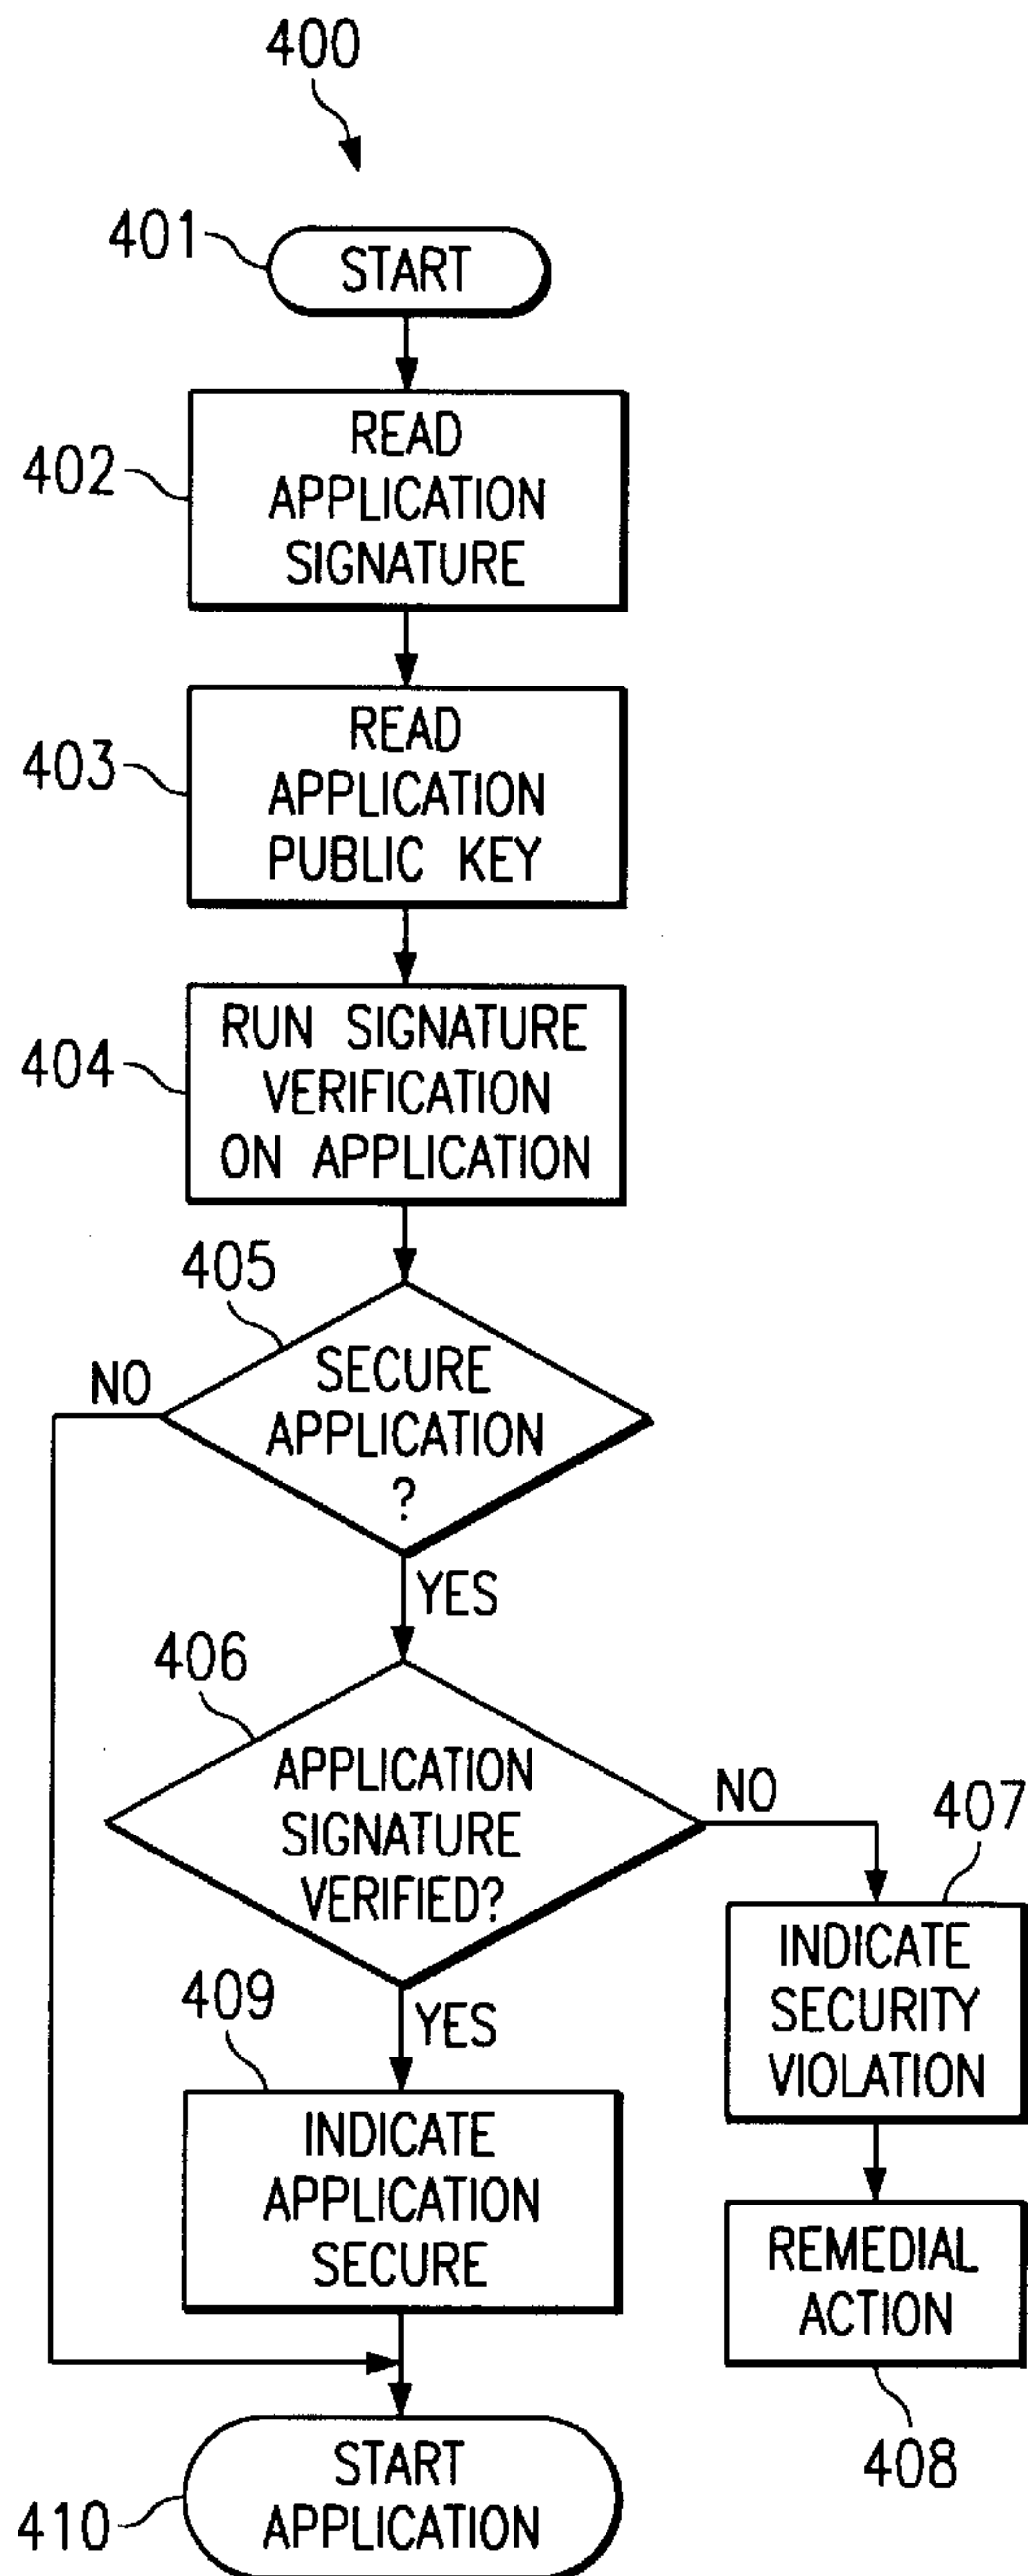 400
401
START
402
READ
APPLICATION
SIGNATURE
403
READ
APPLICATION
PUBLIC KEY
404
RUN SIGNATURE
VERIFICATION
ON APPLICATION
405
NO
SECURE
APPLICATION
?
YES
406
APPLICATION
SIGNATURE
VERIFIED?
NO
407
INDICATE
SECURITY
VIOLATION
409
YES
INDICATE
APPLICATION
SECURE
REMEDIAL
ACTION
408
START
APPLICATION
410